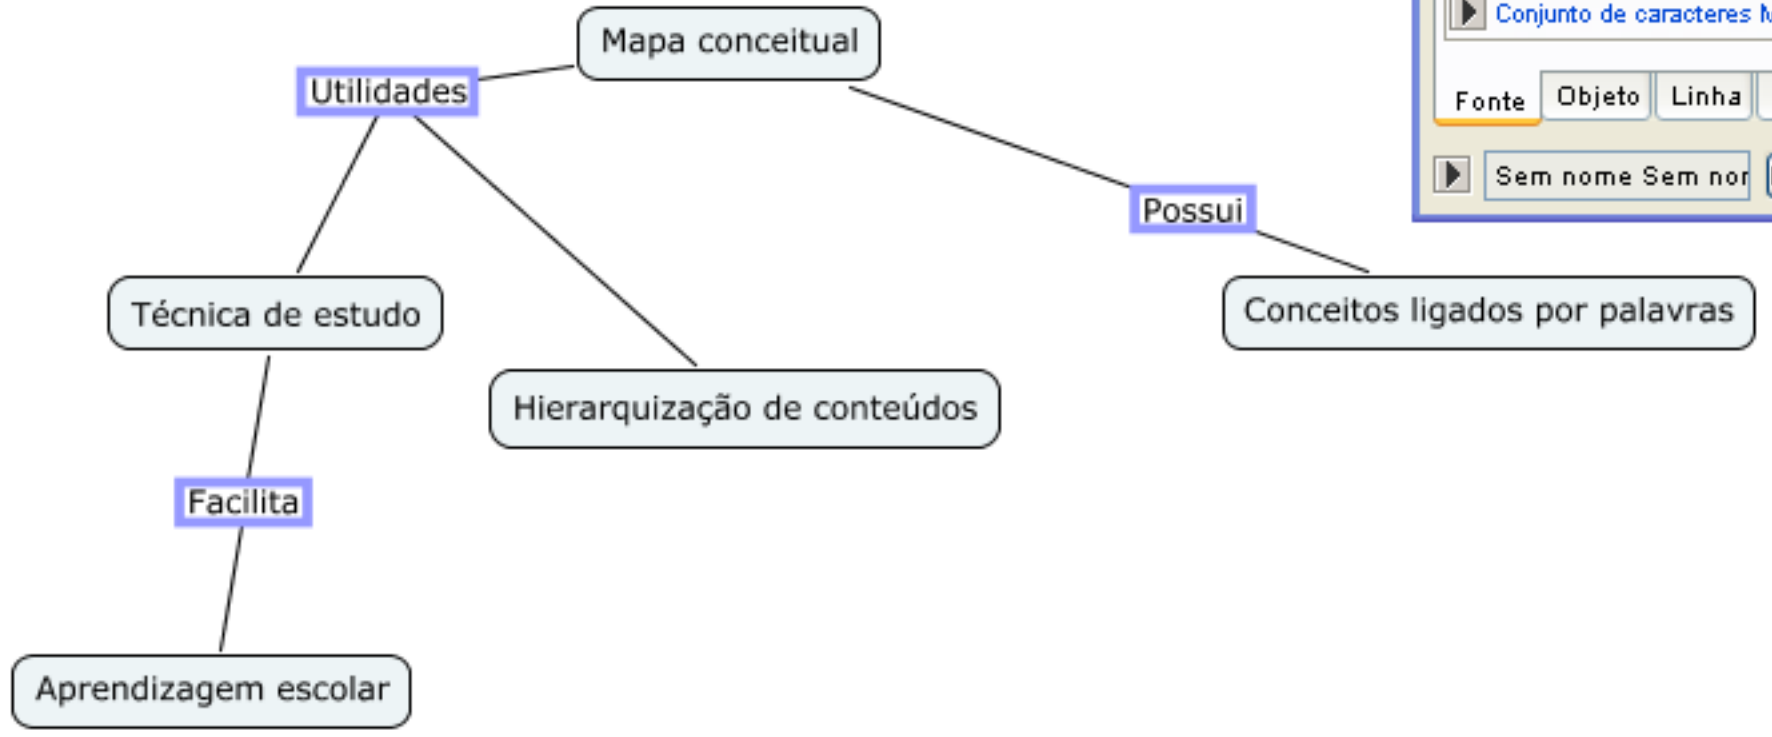 Mapa conceitual
Utilidades
Possui
Técnica de estudo
Conceitos ligados por palavras
Hierarquização de conteúdos
Facilita
Aprendizagem escolar
Conjunto de caracteres
Fonte Objeto Linha
Sem nome Sem nor